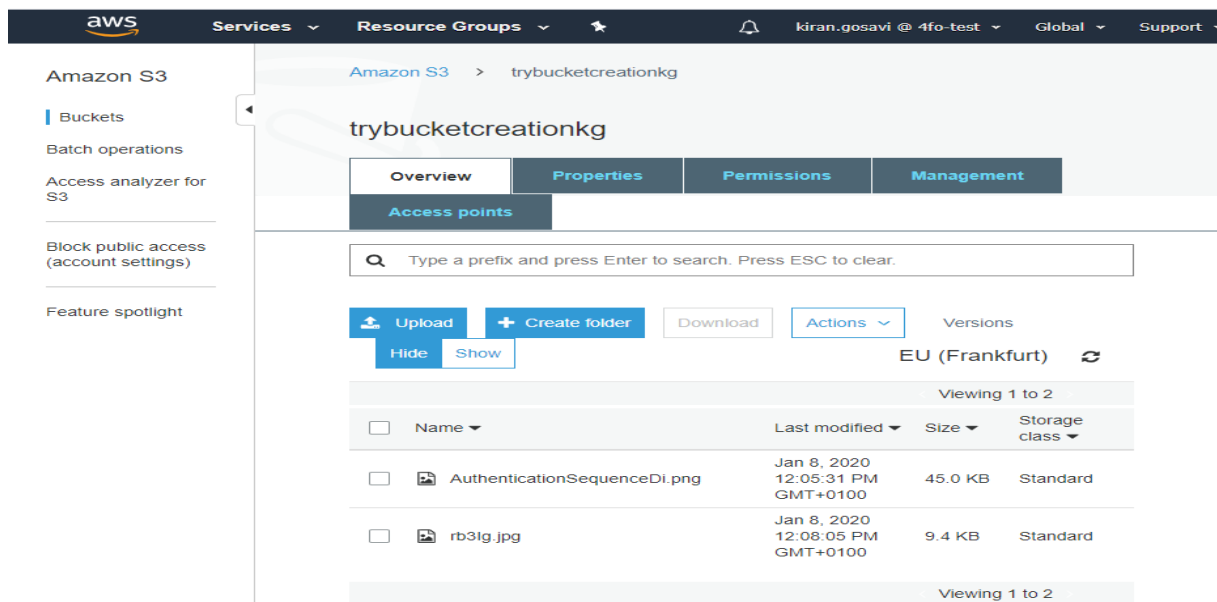 aws Services Resource Groups kiran.gosavi @ 4fo-test Global Support
Amazon S3
Buckets
Batch operations
Access analyzer for
S3
Block public access
(account settings)
Feature spotlight
Amazon S3 > trybucketcreationkg
trybucketcreationkg
Overview Properties Permissions Management
Access points
Type a prefix and press Enter to search. Press ESC to clear.
Upload Create folder Download Actions Versions
Hide Show EU (Frankfurt)
Viewing 1 to 2
Name Last modified Size Storage
class
AuthenticationSequenceDi.png Jan 8, 2020
12:05:31 PM
GMT+0100 45.0 KB Standard
rb3lg.jpg Jan 8, 2020
12:08:05 PM
GMT+0100 9.4 KB Standard
Viewing 1 to 2